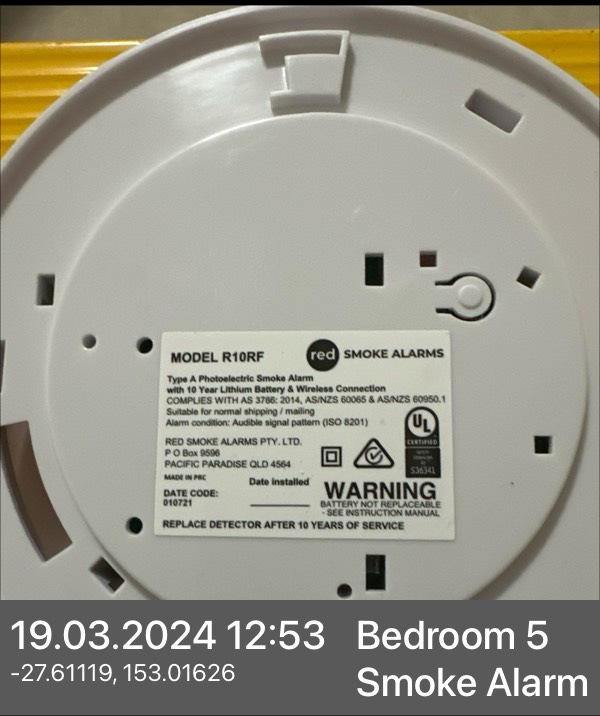 MODEL R10RF
red SMOKE ALARMS
Type A Photoelectric Smoke Alarm
with 10 Year Lithium Battery & Wireless Connection
COMPLIES WITH AS 3786: 2014, AS/NZS 60065 & AS/NZS 60950.1
Suitable for normal shipping / mailing
Alarm condition: Audible signal pattern (ISO 8201)
UL
CERTIFIED
S36341
RED SMOKE ALARMS PTY. LTD.
P O Box 9596
PACIFIC PARADISE QLD 4564
MADE IN PRC
DATE CODE:
010721
Date installed
WARNING
BATTERY NOT REPLACEABLE
- SEE INSTRUCTION MANUAL
REPLACE DETECTOR AFTER 10 YEARS OF SERVICE
19.03.2024 12:53
-27.61119, 153.01626
Bedroom 5
Smoke Alarm